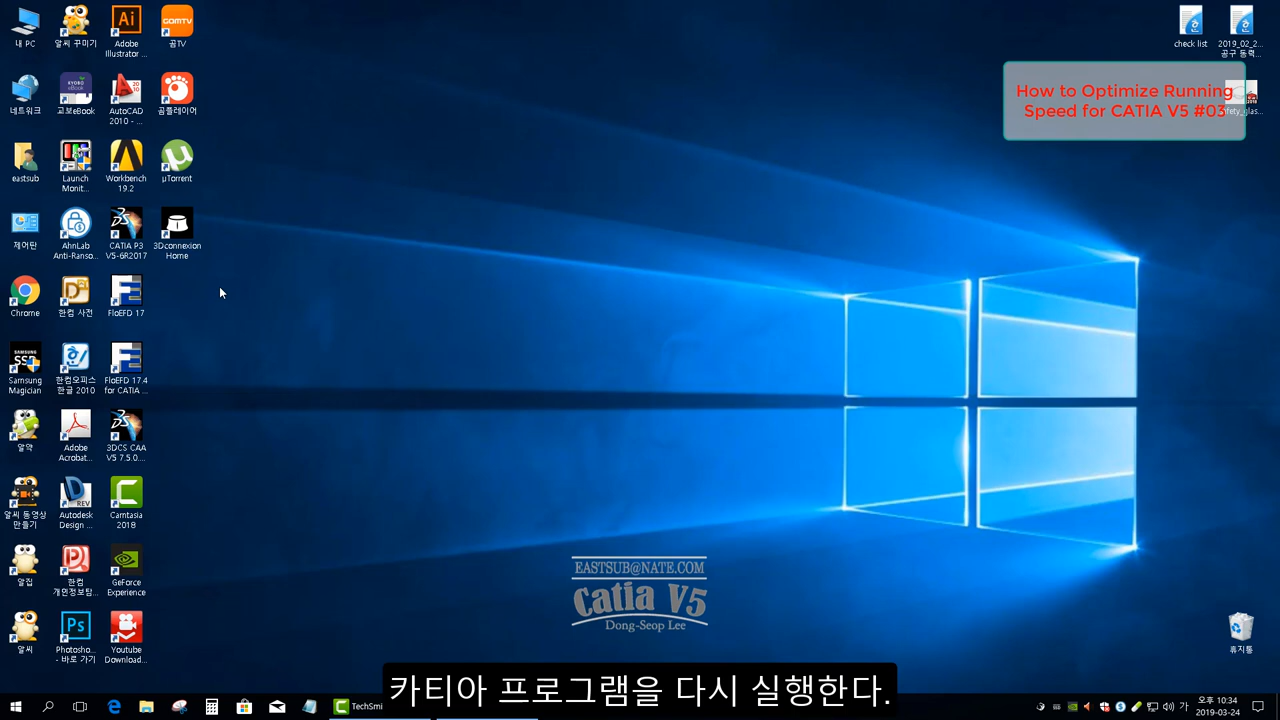 내 PC
알씨 꾸미기
Adobe
Illustrator ...
곰TV
네트워크
교보eBook
AutoCAD
2010 - ...
곰플레이어
eastsub
Launch
Monit...
Workbench
19.2
μTorrent
제어판
AhnLab
Anti-Ranso...
CATIA P3
V5-6R2017
3Dconnexion
Home
Chrome
한컴 사전
FloEFD 17
Samsung
Magician
한컴오피스
한글 2010
FloEFD 17.4
for CATIA ...
알약
Adobe
Acrobat...
3DCS CAA
V5 7.5.0....
알씨 동영상
만들기
Autodesk
Design ...
Camtasia
2018
알집
한컴
개인정보탐...
GeForce
Experience
알씨
Photosho...
- 바로 가기
Youtube
Download...
check list
2019_02_2...
공구 동력...
How to Optimize Running
Speed for CATIA V5 #03
휴지통
EASTSUB@NATE.COM
Catia V5
Dong-Seop Lee
카티아 프로그램을 다시 실행한다.
TechSmi
가
오후 10:34
2019-03-24